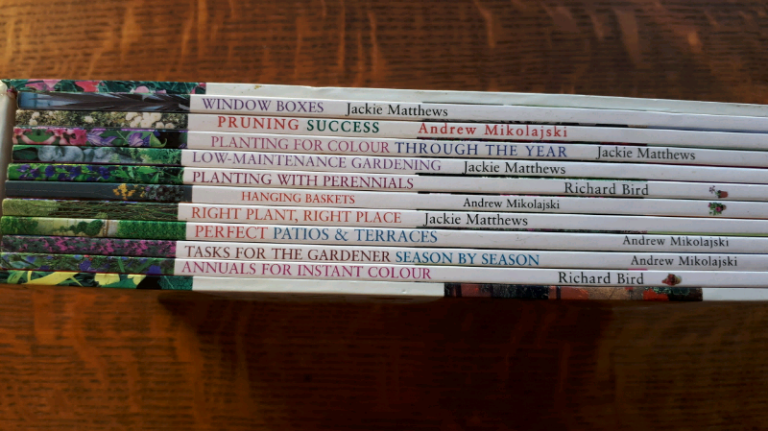 WINDOW BOXES Jackie Matthews
PRUNING SUCCESS Andrew Mikolajski
PLANTING FOR COLOUR THROUGH THE YEAR Jackie Matthews
LOW-MAINTENANCE GARDENING Jackie Matthews
PLANTING WITH PERENNIALS Richard Bird
HANGING BASKETS Andrew Mikolajski
RIGHT PLANT, RIGHT PLACE Jackie Matthews
PERFECT PATIOS & TERRACES Andrew Mikolajski
TASKS FOR THE GARDENER SEASON BY SEASON Andrew Mikolajski
ANNUALS FOR INSTANT COLOUR Richard Bird